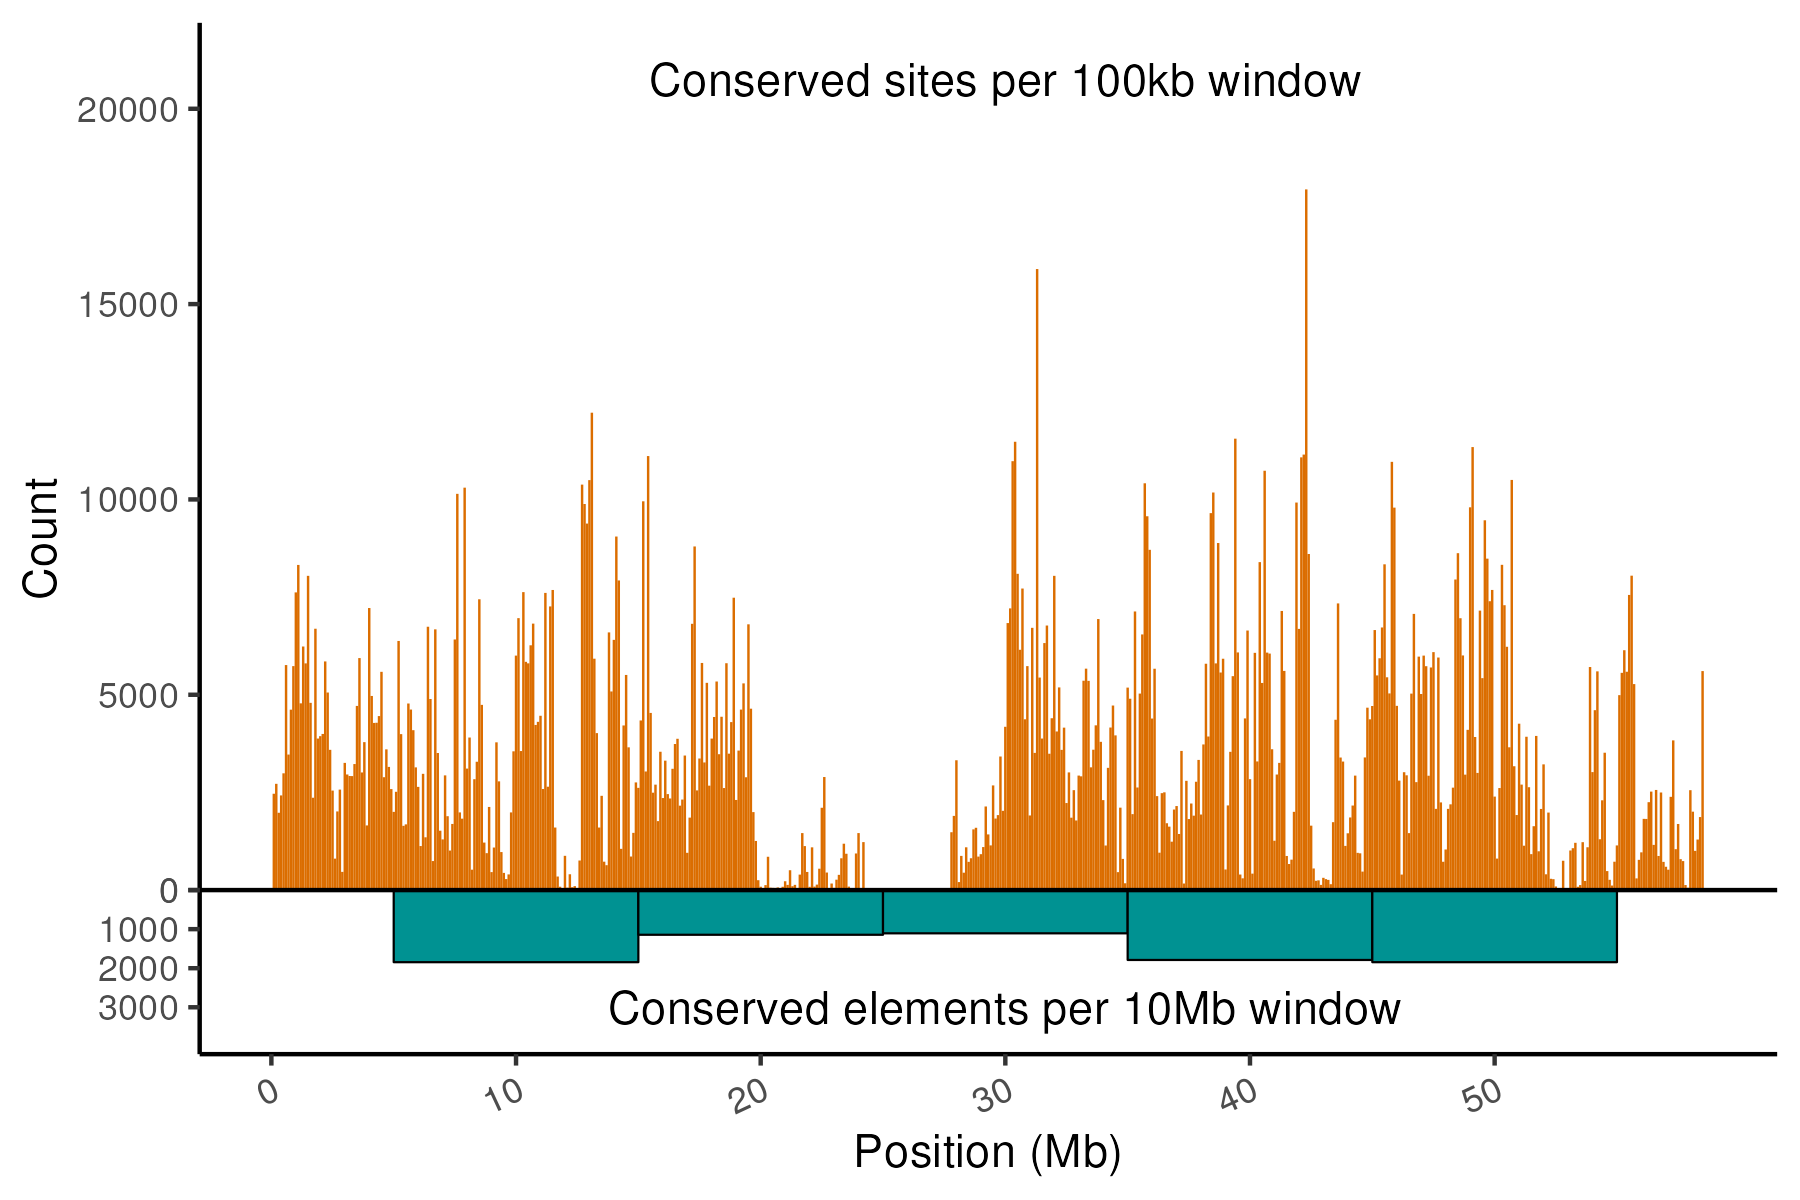 Conserved sites per 100kb window
20000
15000
10000
5000
0
1000
2000
3000
Count
Conserved elements per 10Mb window
0 10 20 30 40 50
Position (Mb)